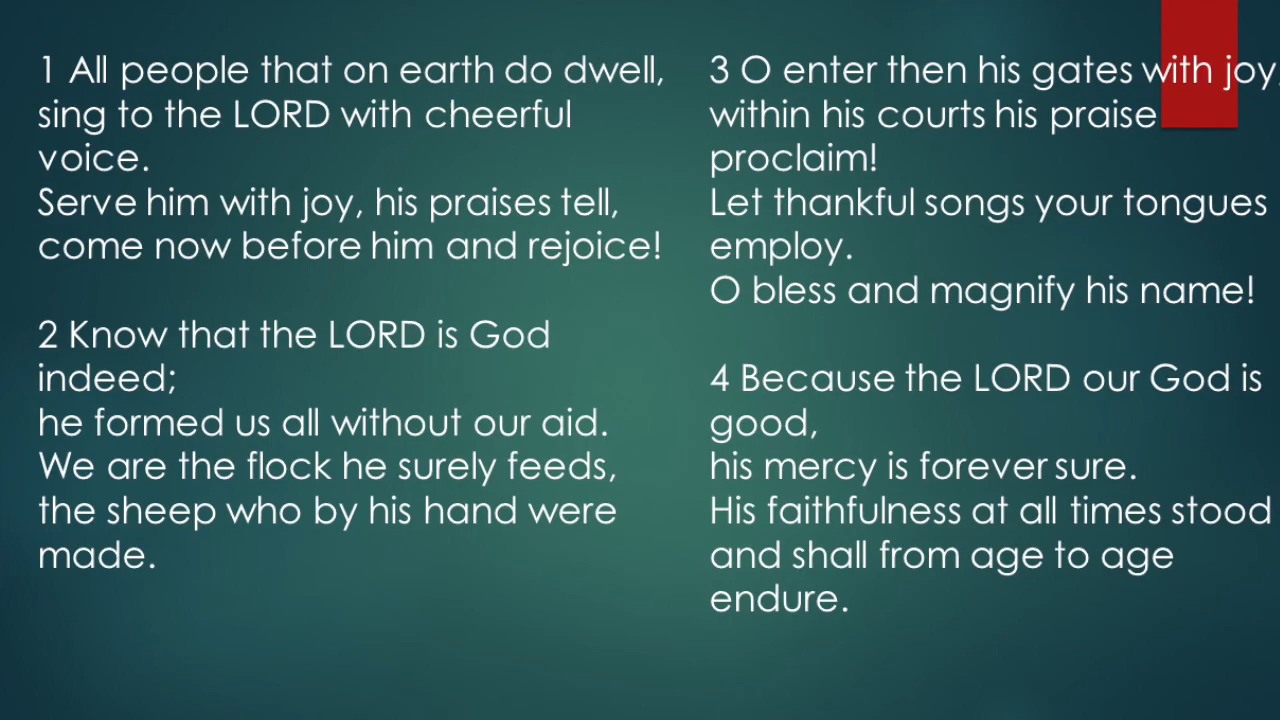 1 All people that on earth do dwell,
sing to the LORD with cheerful
voice.
Serve him with joy, his praises tell,
come now before him and rejoice!
2 Know that the LORD is God
indeed;
he formed us all without our aid.
We are the flock he surely feeds,
the sheep who by his hand were
made.
3 O enter then his gates with joy,
within his courts his praise
proclaim!
Let thankful songs your tongues
employ.
O bless and magnify his name!
4 Because the LORD our God is
good,
his mercy is forever sure.
His faithfulness at all times stood
and shall from age to age
endure.